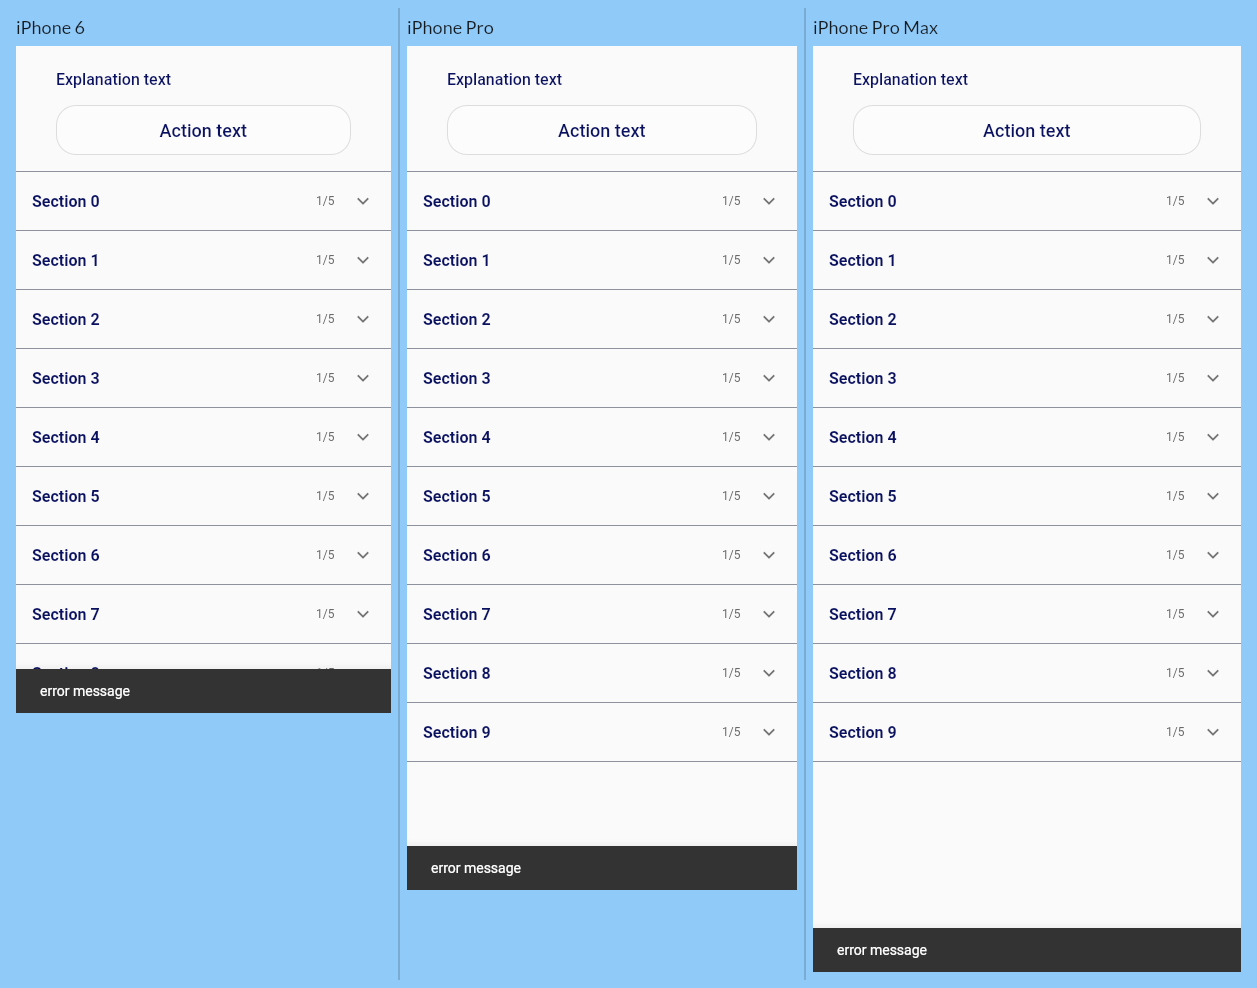 iPhone 6
Explanation text
Action text
Section 0 1/5
Section 1 1/5
Section 2 1/5
Section 3 1/5
Section 4 1/5
Section 5 1/5
Section 6 1/5
Section 7 1/5
error message
iPhone Pro
Explanation text
Action text
Section 0 1/5
Section 1 1/5
Section 2 1/5
Section 3 1/5
Section 4 1/5
Section 5 1/5
Section 6 1/5
Section 7 1/5
Section 8 1/5
Section 9 1/5
error message
iPhone Pro Max
Explanation text
Action text
Section 0 1/5
Section 1 1/5
Section 2 1/5
Section 3 1/5
Section 4 1/5
Section 5 1/5
Section 6 1/5
Section 7 1/5
Section 8 1/5
Section 9 1/5
error message